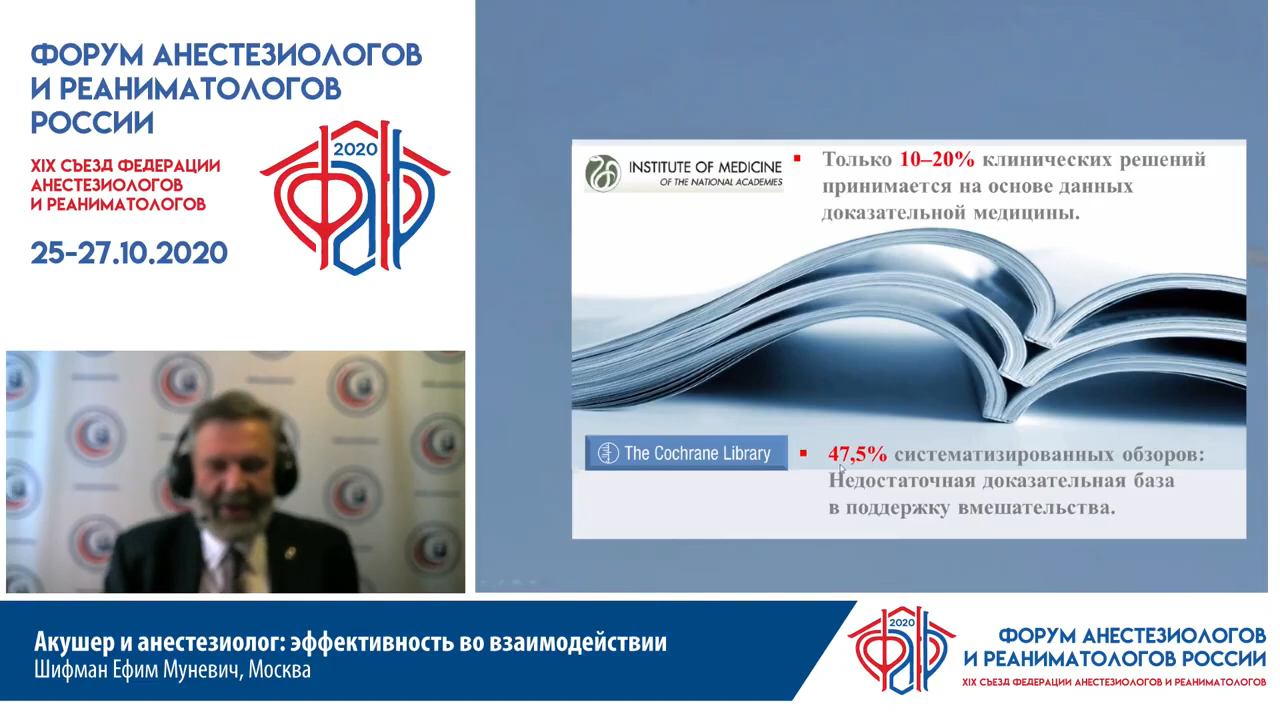 ФОРУМ АНЕСТЕЗИОЛОГОВ
И РЕАНИМАТОЛОГОВ
РОССИИ
XIX СЪЕЗД ФЕДЕРАЦИИ
АНЕСТЕЗИОЛОГОВ
И РЕАНИМАТОЛОГОВ
25-27.10.2020
2020
ФАР
INSTITUTE OF MEDICINE
OF THE NATIONAL ACADEMIES
Только 10–20% клинических решений
принимается на основе данных
доказательной медицины.
The Cochrane Library
47,5% систематизированных обзоров:
Недостаточная доказательная база
в поддержку вмешательства.
Акушер и анестезиолог: эффективность во взаимодействии
Шифман Ефим Муневич, Москва
2020
ФАР
ФОРУМ АНЕСТЕЗИОЛОГОВ
И РЕАНИМАТОЛОГОВ РОССИИ
XIX СЪЕЗД ФЕДЕРАЦИИ АНЕСТЕЗИОЛОГОВ И РЕАНИМАТОЛОГОВ